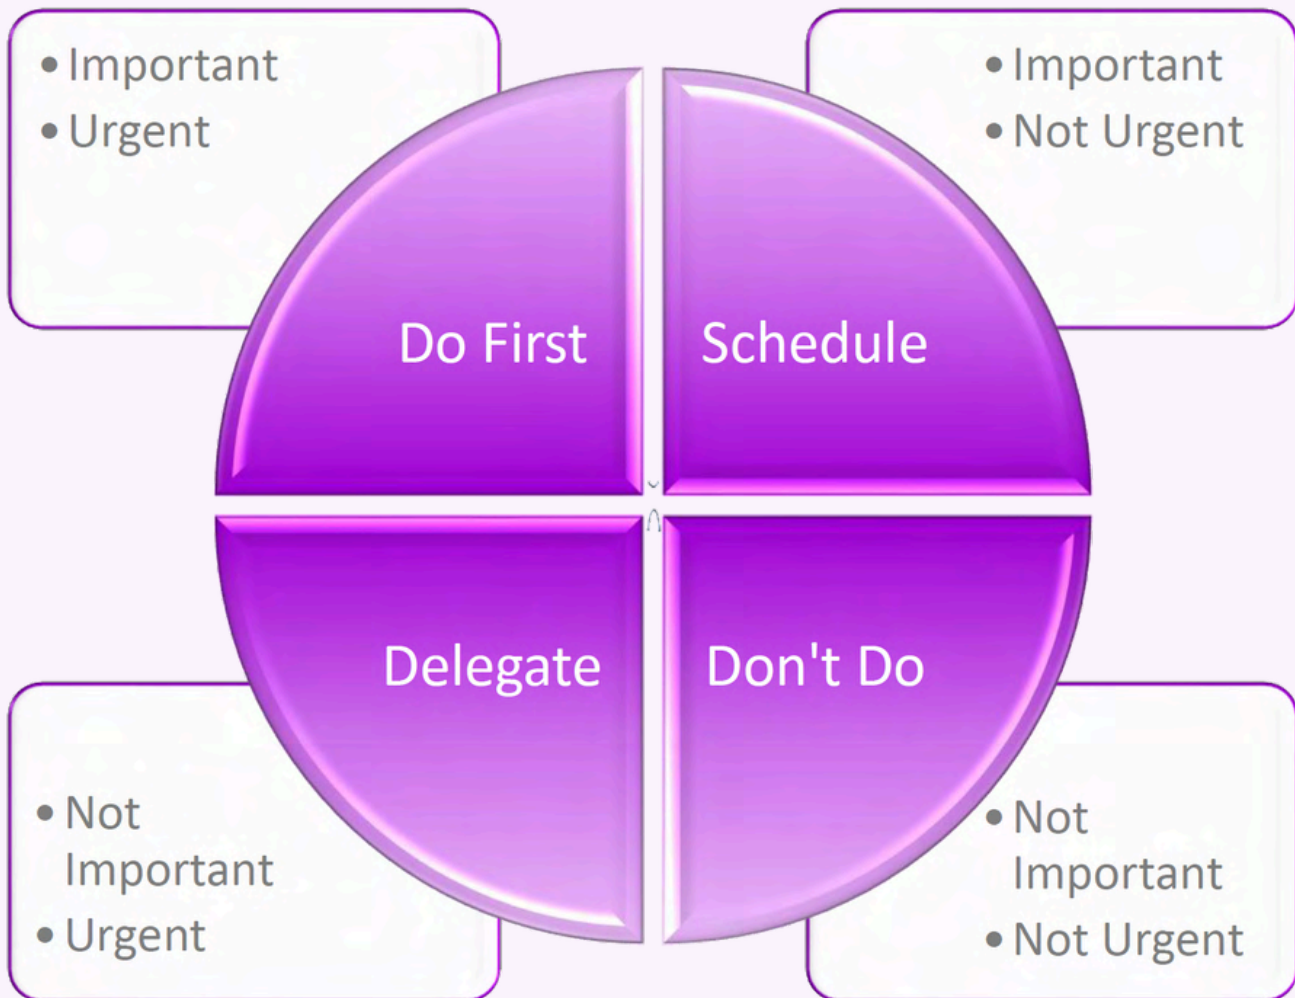 • Important
• Urgent
• Important
• Not Urgent
Do First
Schedule
Delegate
Don't Do
• Not
Important
• Urgent
• Not
Important
• Not Urgent